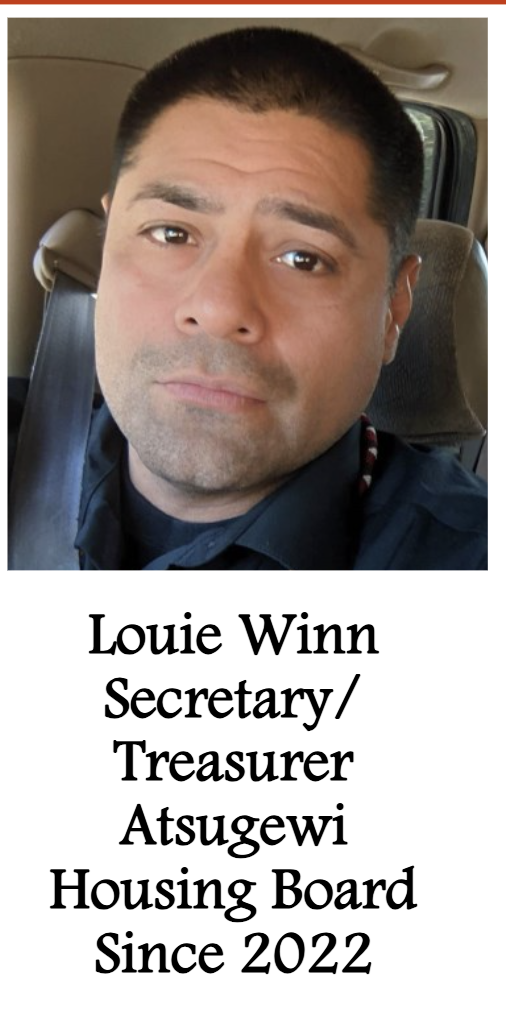 Louie Winn
Secretary/
Treasurer
Atsugewi
Housing Board
Since 2022